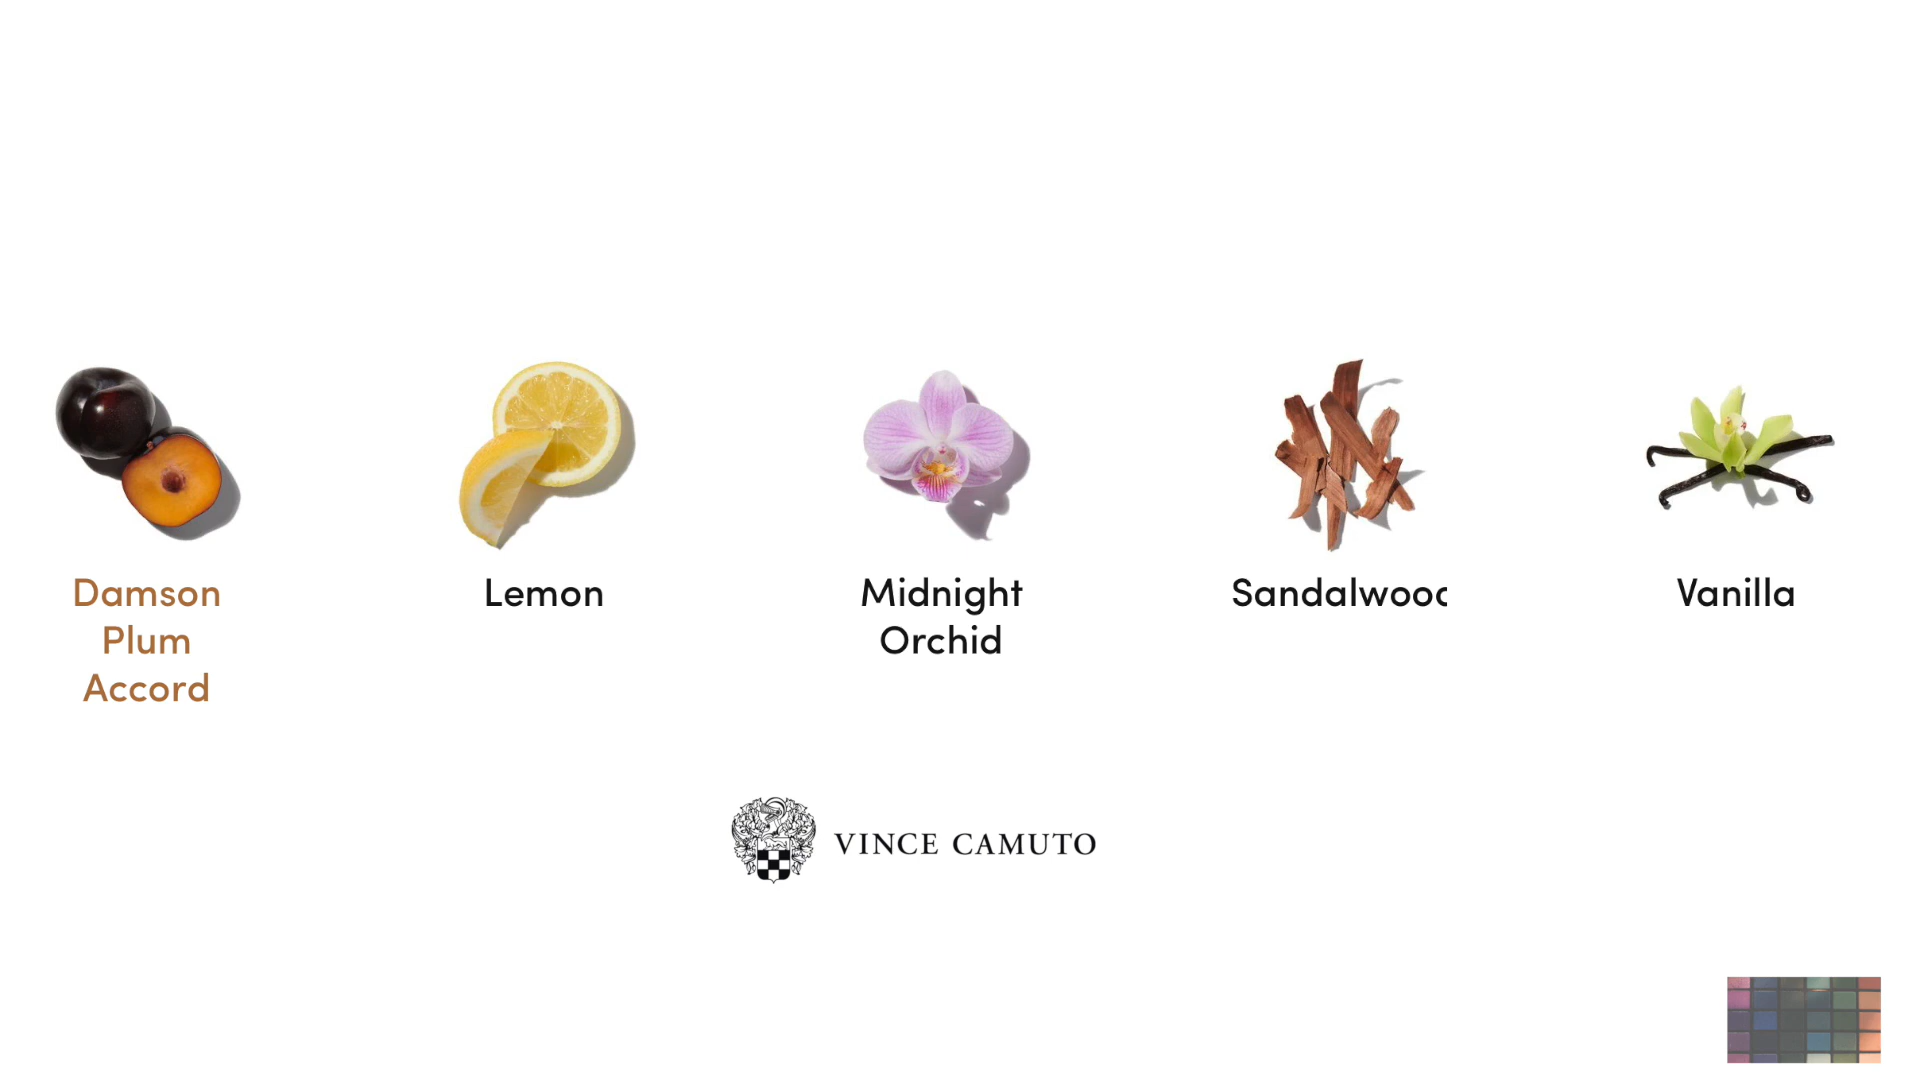 Damson
Plum
Accord
Lemon
Midnight
Orchid
Sandalwooc
Vanilla
VINCE CAMUTO